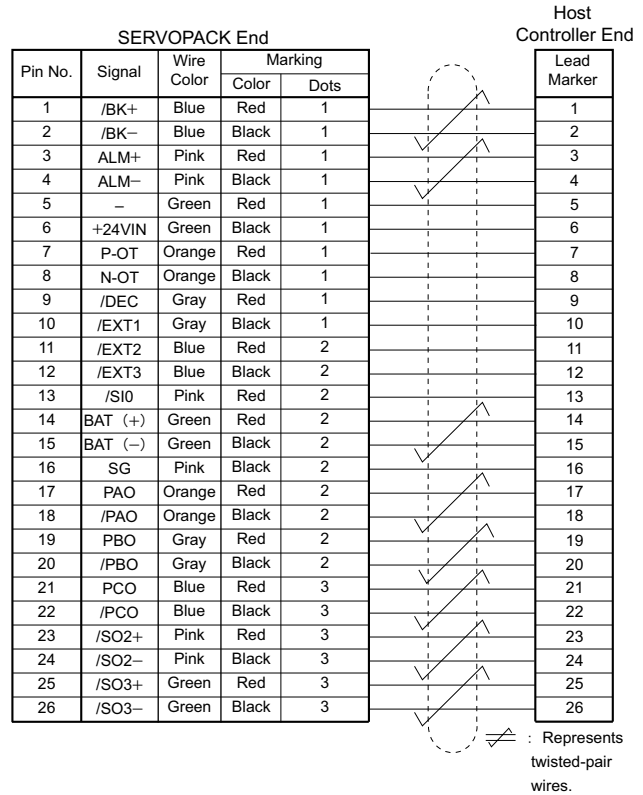 Host
SERVOPACK End Controller End
Pin No. Signal Wire Color Marking Lead Marker
Color Dots
1 /BK+ Blue Red 1 1
2 /BK− Blue Black 1 2
3 ALM+ Pink Red 1 3
4 ALM− Pink Black 1 4
5 – Green Red 1 5
6 +24VIN Green Black 1 6
7 P-OT Orange Red 1 7
8 N-OT Orange Black 1 8
9 /DEC Gray Red 1 9
10 /EXT1 Gray Black 1 10
11 /EXT2 Blue Red 2 11
12 /EXT3 Blue Black 2 12
13 /SI0 Pink Red 2 13
14 BAT (+) Green Red 2 14
15 BAT (−) Green Black 2 15
16 SG Pink Black 2 16
17 PAO Orange Red 2 17
18 /PAO Orange Black 2 18
19 PBO Gray Red 2 19
20 /PBO Gray Black 2 20
21 PCO Blue Red 3 21
22 /PCO Blue Black 3 22
23 /SO2+ Pink Red 3 23
24 /SO2− Pink Black 3 24
25 /SO3+ Green Red 3 25
26 /SO3− Green Black 3 26
: Represents
twisted-pair
wires.